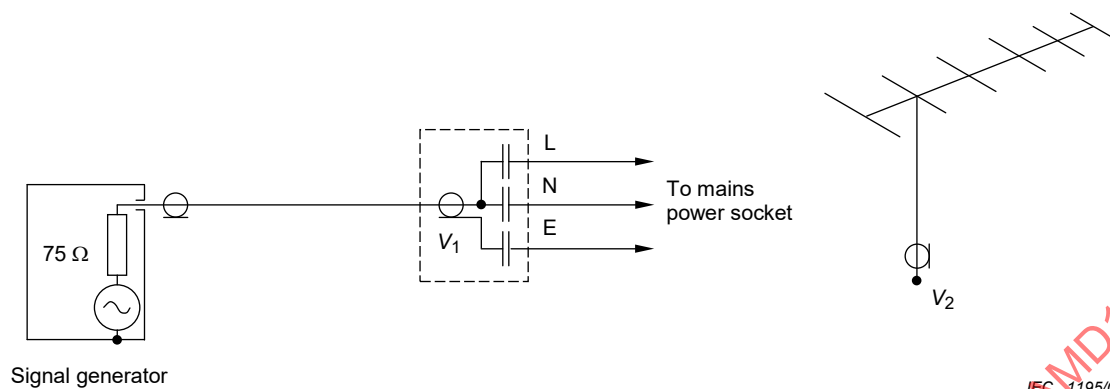 L
N
To mains
power socket
E
V1
75 Ω
V2
Signal generator